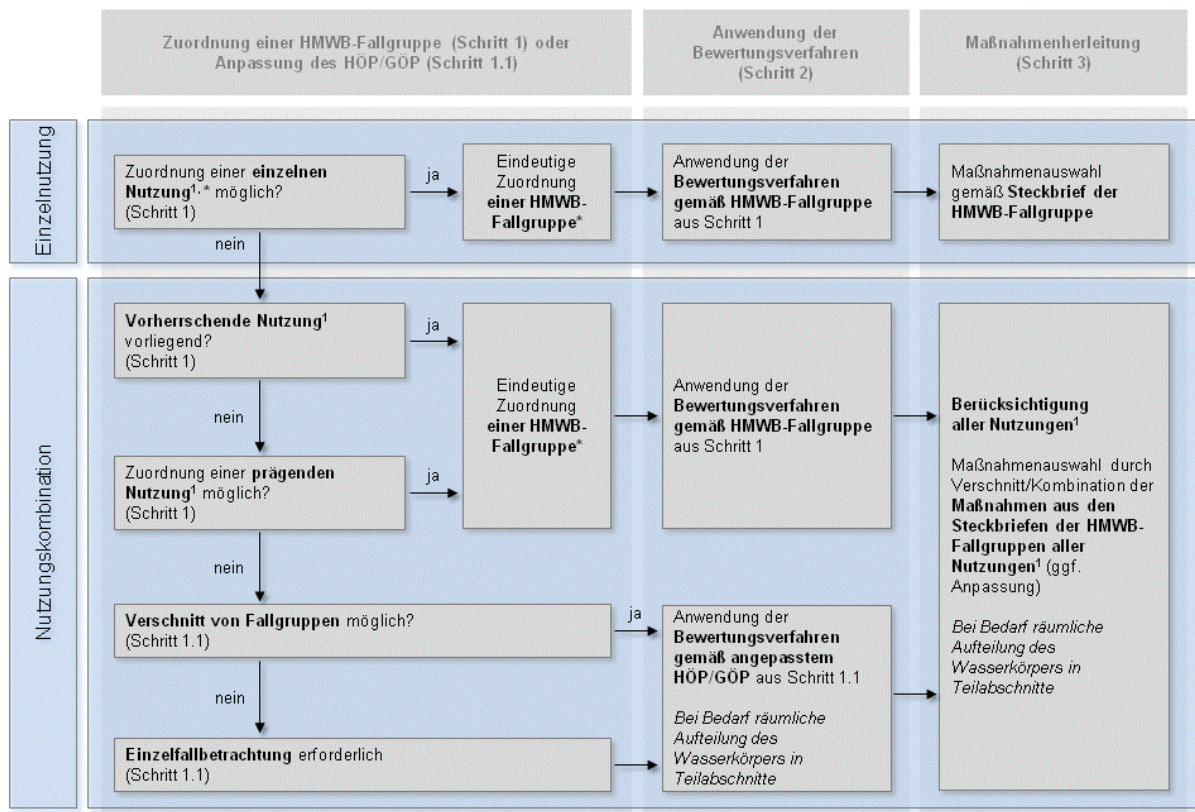 Zuordnung einer HMWB-Fallgruppe (Schritt 1) oder
Anpassung des HÖP/GÖP (Schritt 1.1)
Anwendung der
Bewertungsverfahren
(Schritt 2)
Maßnahmenherleitung
(Schritt 3)
Einzelnutzung
Zuordnung einer einzelnen
Nutzung¹,* möglich?
(Schritt 1)
ja
Eindeutige
Zuordnung
einer HMWB-
Fallgruppe*
Anwendung der
Bewertungsverfahren
gemäß HMWB-Fallgruppe
aus Schritt 1
Maßnahmenauswahl
gemäß Steckbrief der
HMWB-Fallgruppe
nein
Nutzungskombination
Vorherrschende Nutzung¹
vorliegend?
(Schritt 1)
ja
nein
Zuordnung einer prägenden
Nutzung¹ möglich?
(Schritt 1)
ja
Eindeutige
Zuordnung
einer HMWB-
Fallgruppe*
Anwendung der
Bewertungsverfahren
gemäß HMWB-Fallgruppe
aus Schritt 1
nein
Verschnitt von Fallgruppen möglich?
(Schritt 1.1)
ja
nein
Einzelfallbetrachtung erforderlich
(Schritt 1.1)
Anwendung der
Bewertungsverfahren
gemäß angepasstem
HÖP/GÖP aus Schritt 1.1
Bei Bedarf räumliche
Aufteilung des
Wasserkörpers in
Teilabschnitte
Berücksichtigung
aller Nutzungen¹
Maßnahmenauswahl durch
Verschnitt/Kombination der
Maßnahmen aus den
Steckbriefen der HMWB-
Fallgruppen aller
Nutzungen¹ (ggf.
Anpassung)
Bei Bedarf räumliche
Aufteilung des
Wasserkörpers in
Teilabschnitte